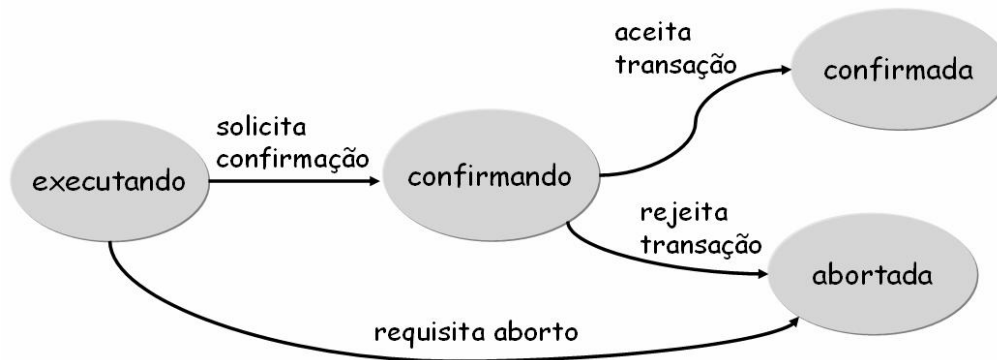 aceita
transação
confirmada
solicita
confirmação
executando
confirmando
rejeita
transação
abortada
requisita aborto